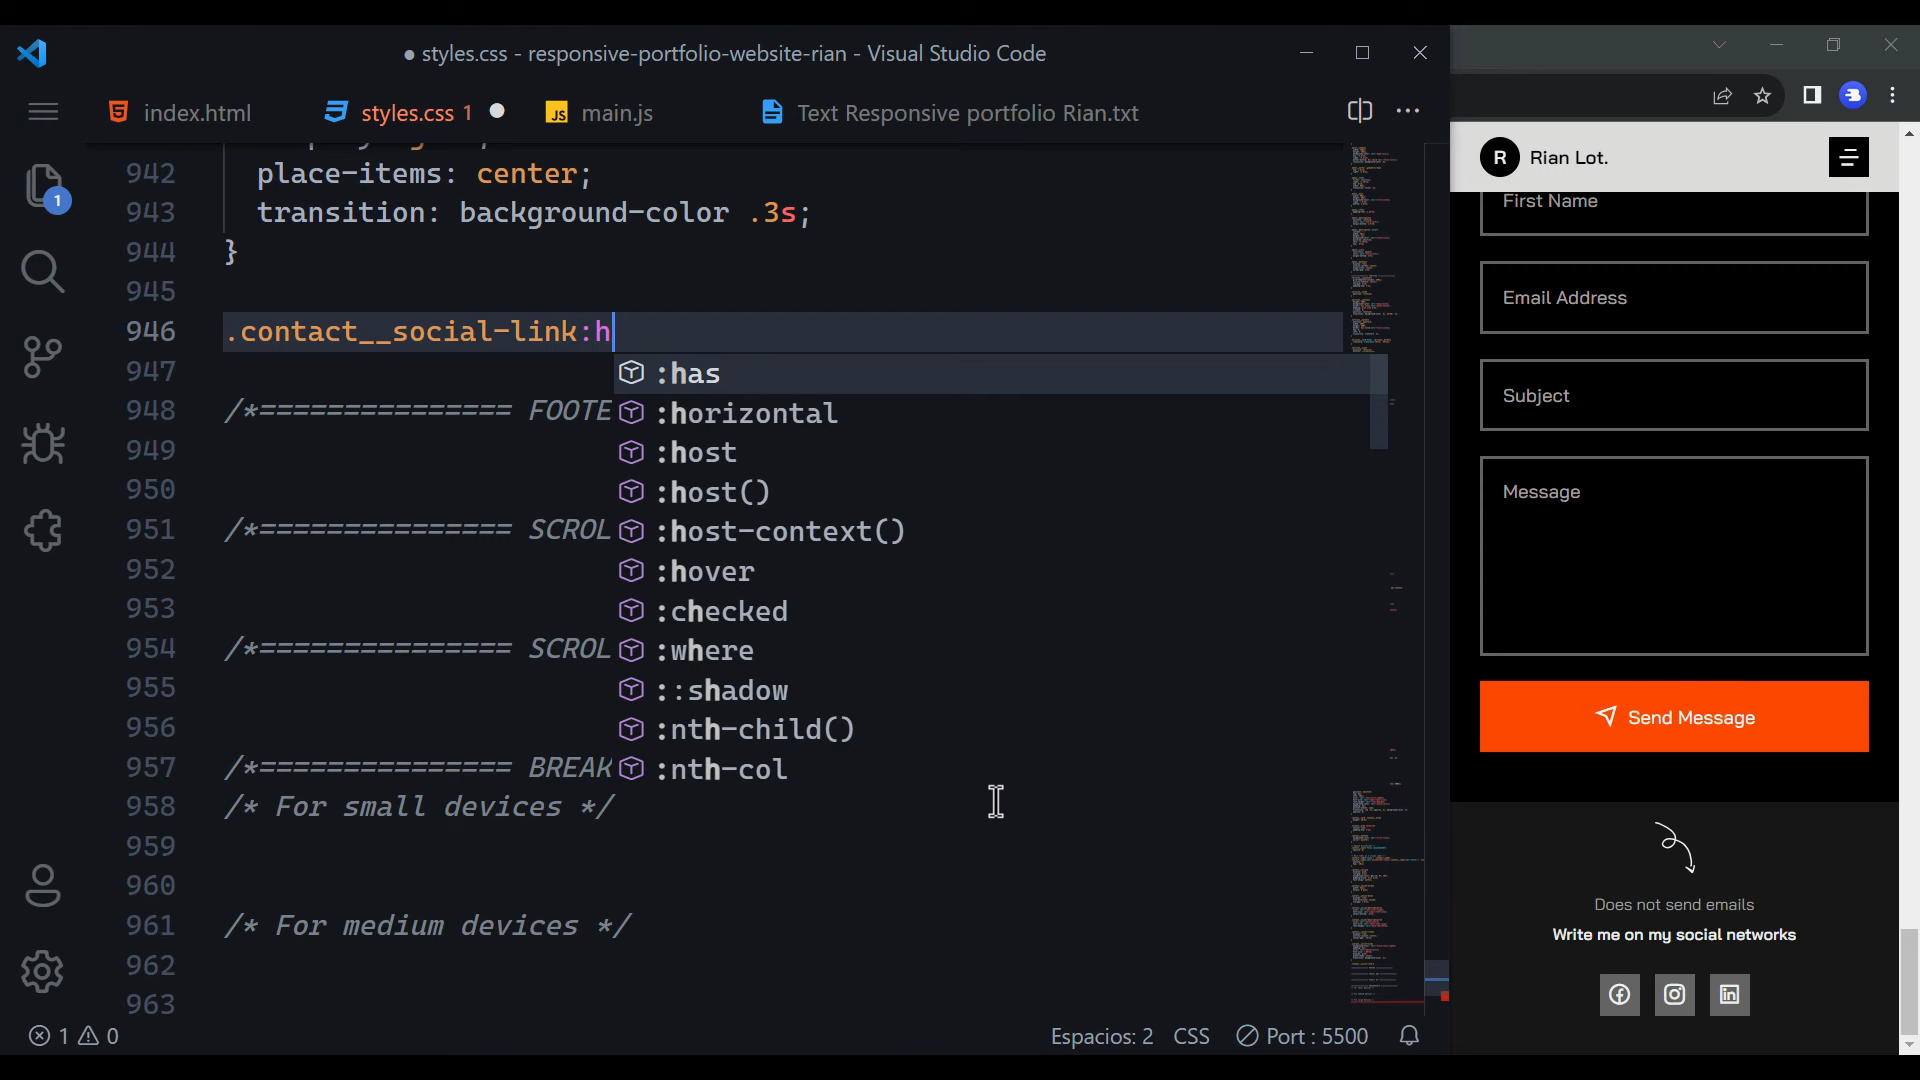 styles.css - responsive-portfolio-website-rian - Visual Studio Code
index.html
styles.css 1
JS main.js
Text Responsive portfolio Rian.txt
1
942 place-items: center;
943 transition: background-color .3s;
944 }
945
946 .contact__social-link:h
947
948 /*=============== FOOTE
949
950
951 /*=============== SCROL
952
953
954 /*=============== SCROL
955
956
957 /*=============== BREAK
958 /* For small devices */
959
960
961 /* For medium devices */
962
963
:has
:horizontal
:host
:host()
:host-context()
:hover
:checked
:where
::shadow
:nth-child()
:nth-col
1 0
Espacios: 2 CSS Port : 5500
R Rian Lot.
First Name
Email Address
Subject
Message
Send Message
Does not send emails
Write me on my social networks
in